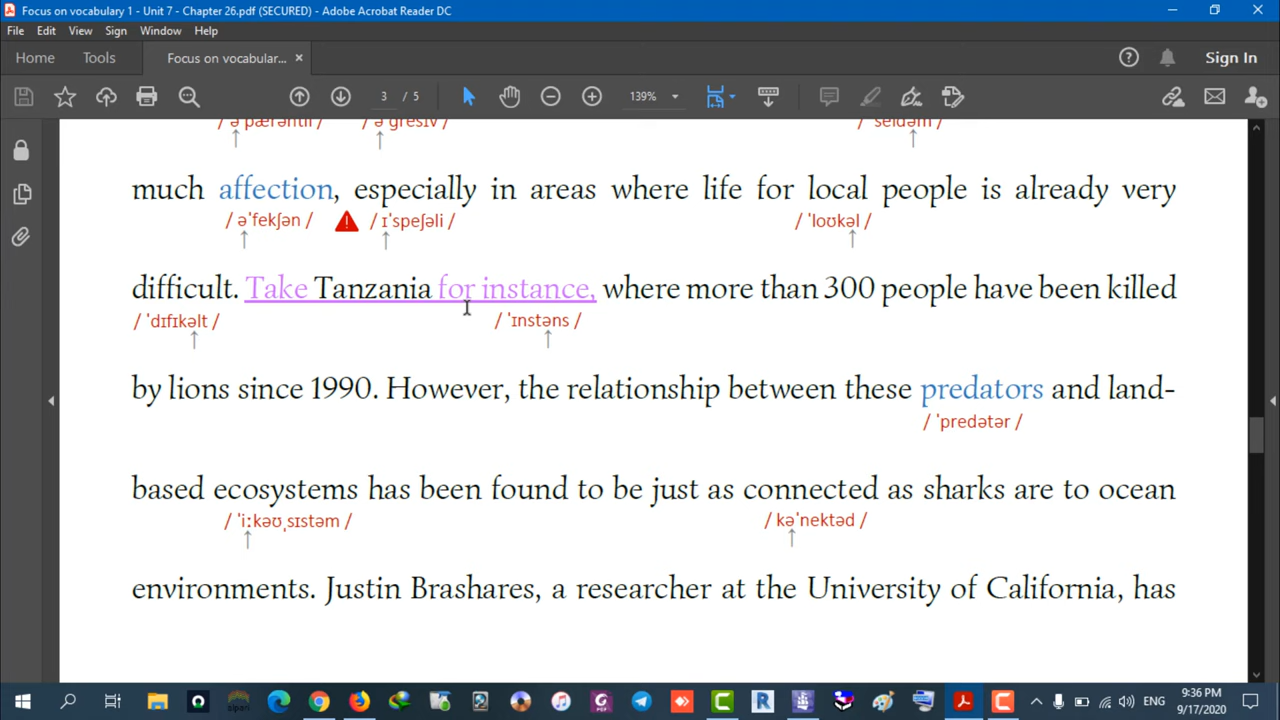 Focus on vocabulary 1 - Unit 7 - Chapter 26.pdf (SECURED) - Adobe Acrobat Reader DC
File Edit View Sign Window Help
Home Tools Focus on vocabular... × Sign In
3 / 5 139%
/ əˈpærəntli / / əˈɡresɪv / / ˈseldəm /
much affection, especially in areas where life for local people is already very
/ əˈfekʃən / / ɪˈspeʃəli / / ˈloʊkəl /
difficult. Take Tanzania for instance, where more than 300 people have been killed
/ ˈdɪfɪkəlt / / ˈɪnstəns /
by lions since 1990. However, the relationship between these predators and land-
/ ˈpredətər /
based ecosystems has been found to be just as connected as sharks are to ocean
/ ˈiːkəʊˌsɪstəm / / kəˈnektəd /
environments. Justin Brashares, a researcher at the University of California, has
ENG 9:36 PM
9/17/2020